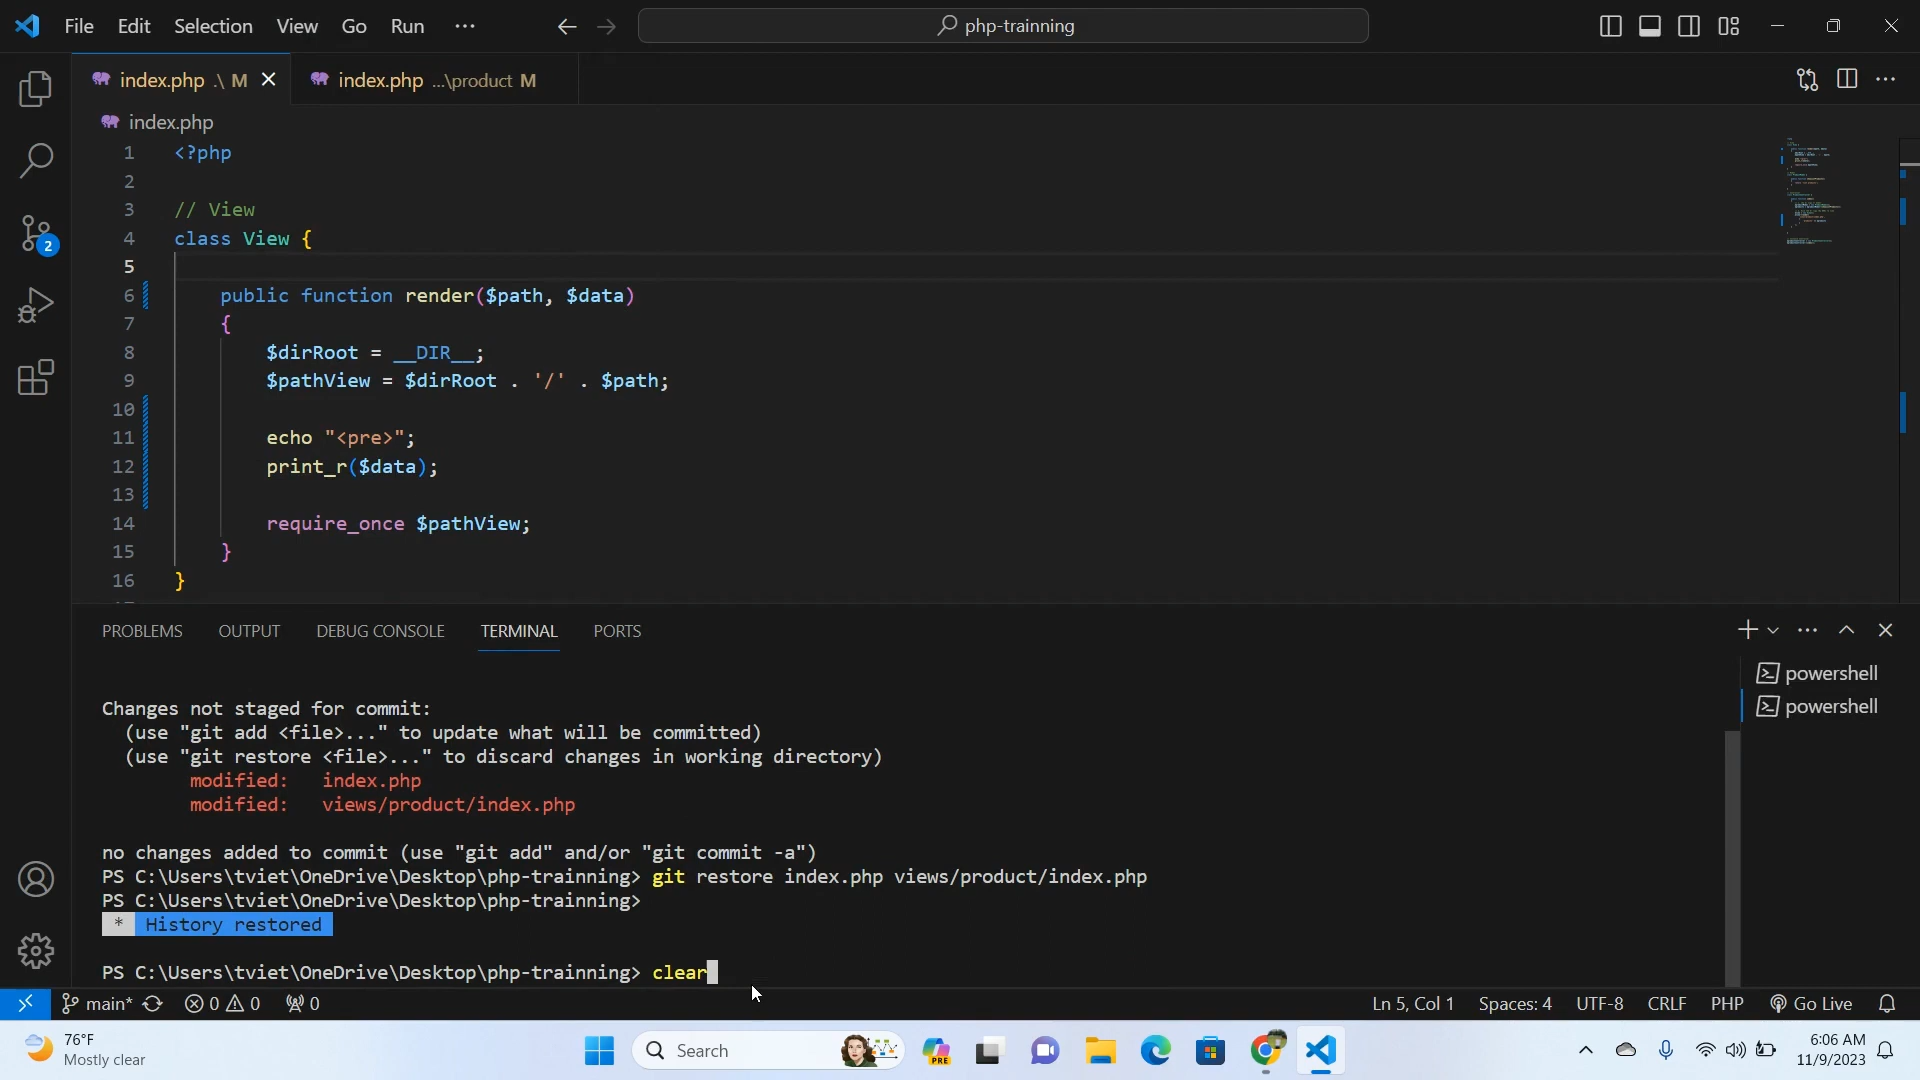 File Edit Selection View Go Run ...
php-trainning
index.php .\ M
index.php ...\product M
index.php
1 <?php
2
3 // View
4 class View {
5
6 public function render($path, $data)
7 {
8 $dirRoot = __DIR__;
9 $pathView = $dirRoot . '/' . $path;
10
11 echo "<pre>";
12 print_r($data);
13
14 require_once $pathView;
15 }
16 }
2
PROBLEMS OUTPUT DEBUG CONSOLE TERMINAL PORTS
powershell
powershell
Changes not staged for commit:
(use "git add <file>..." to update what will be committed)
(use "git restore <file>..." to discard changes in working directory)
modified: index.php
modified: views/product/index.php
no changes added to commit (use "git add" and/or "git commit -a")
PS C:\Users\tviet\OneDrive\Desktop\php-trainning> git restore index.php views/product/index.php
PS C:\Users\tviet\OneDrive\Desktop\php-trainning>
* History restored
PS C:\Users\tviet\OneDrive\Desktop\php-trainning> clear
main* 0 0 0 Ln 5, Col 1 Spaces: 4 UTF-8 CRLF PHP Go Live
76°F
Mostly clear
Search
PRE
6:06 AM
11/9/2023